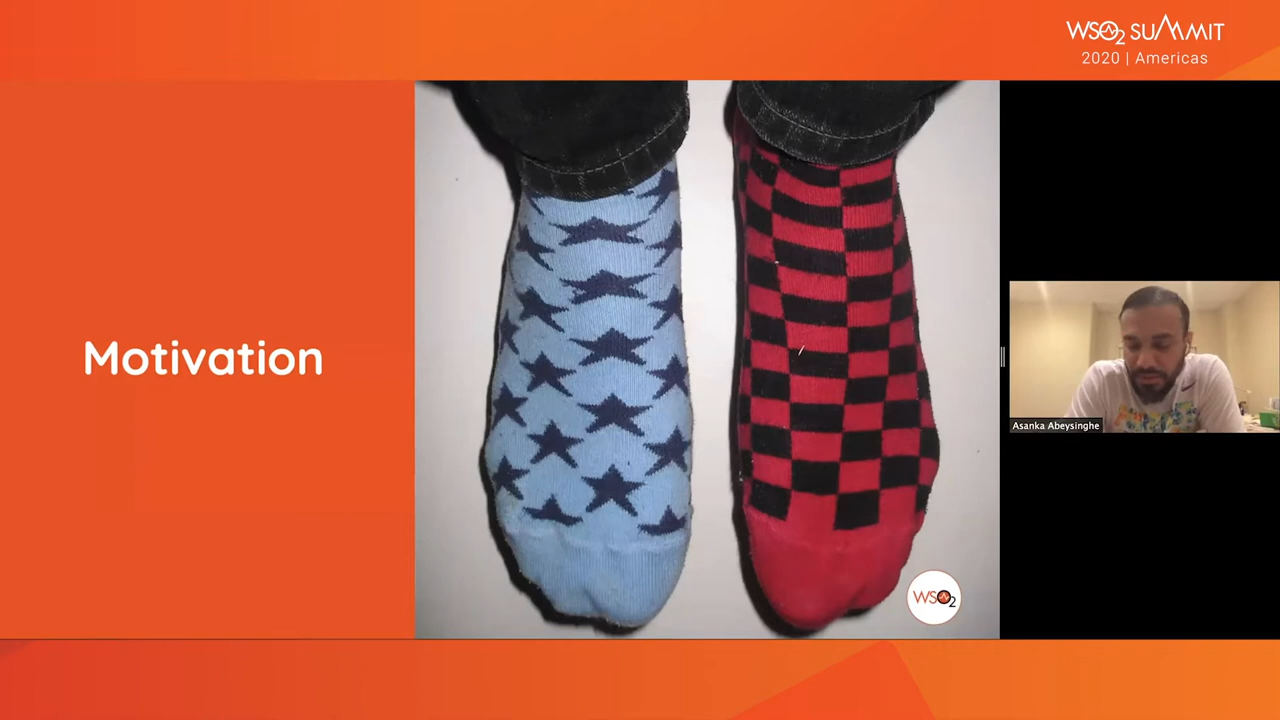 WSO2 SUMMIT
2020 | Americas
Motivation
WSO2
Asanka Abeysinghe